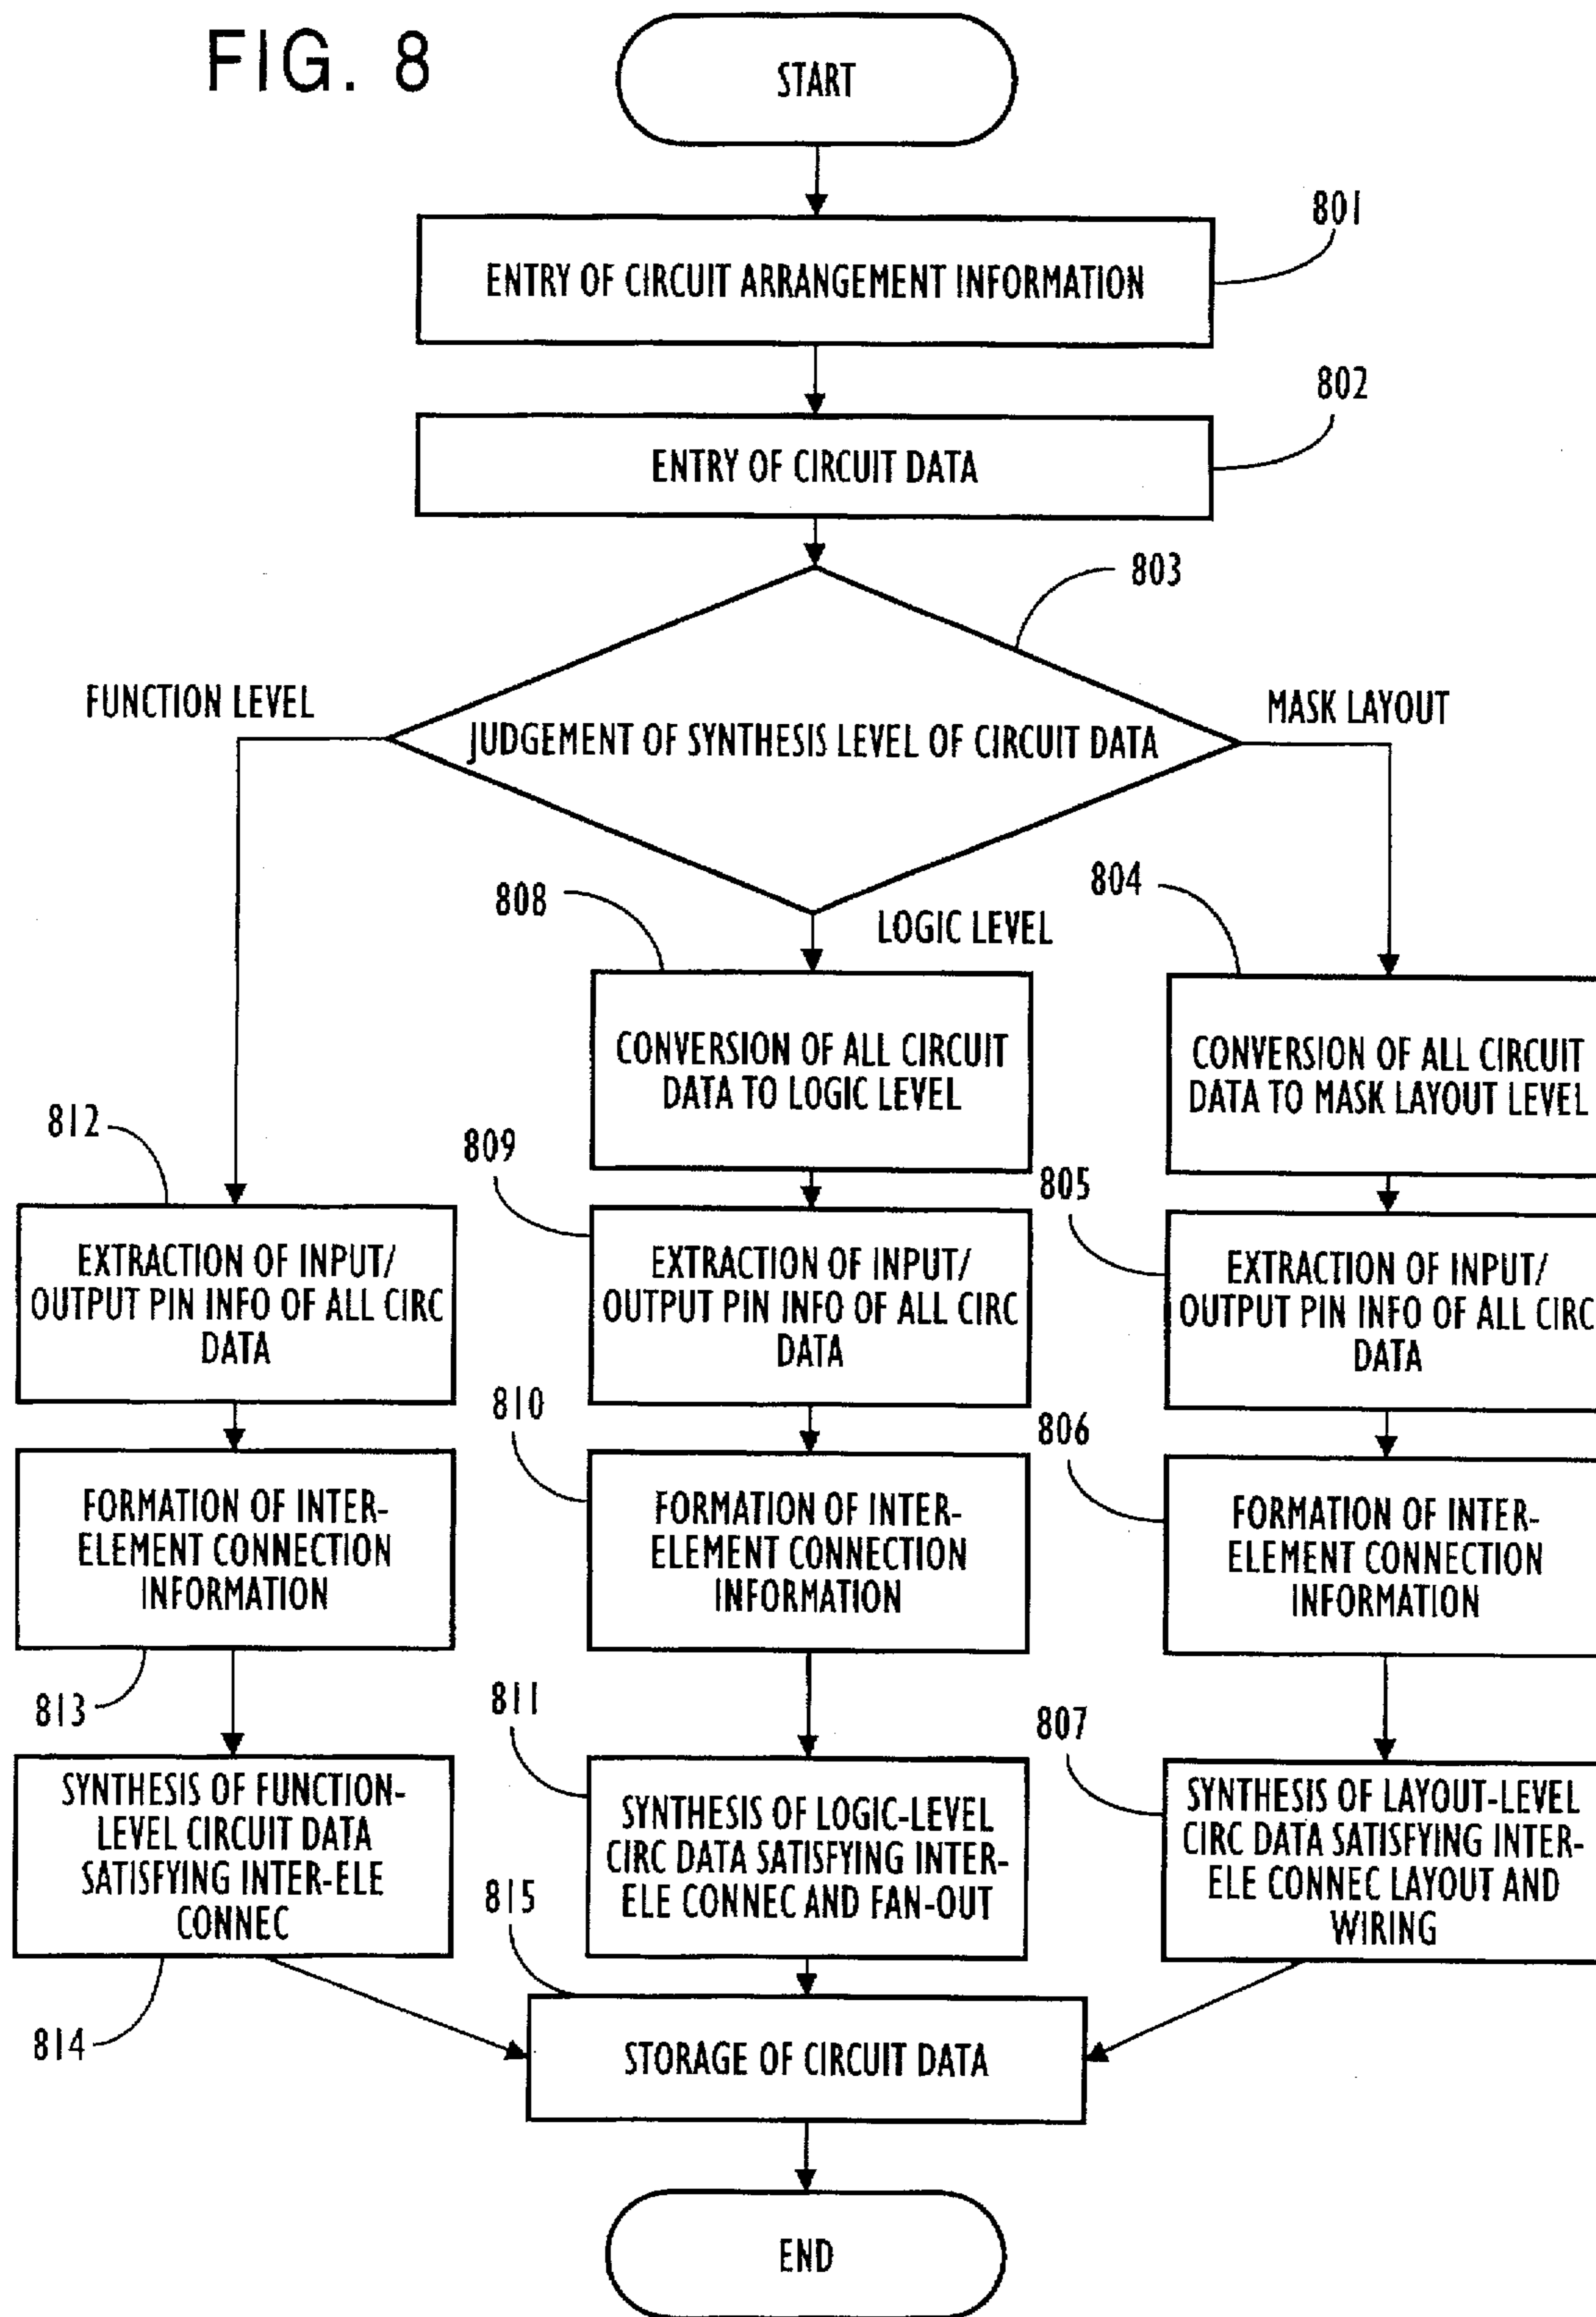 FIG. 8
START
801
ENTRY OF CIRCUIT ARRANGEMENT INFORMATION
802
ENTRY OF CIRCUIT DATA
803
FUNCTION LEVEL
MASK LAYOUT
JUDGEMENT OF SYNTHESIS LEVEL OF CIRCUIT DATA
808
804
LOGIC LEVEL
CONVERSION OF ALL CIRCUIT
DATA TO LOGIC LEVEL
CONVERSION OF ALL CIRCUIT
DATA TO MASK LAYOUT LEVEL
812
809
805
EXTRACTION OF INPUT/
OUTPUT PIN INFO OF ALL CIRC
DATA
EXTRACTION OF INPUT/
OUTPUT PIN INFO OF ALL CIRC
DATA
EXTRACTION OF INPUT/
OUTPUT PIN INFO OF ALL CIRC
DATA
810
806
FORMATION OF INTER-
ELEMENT CONNECTION
INFORMATION
FORMATION OF INTER-
ELEMENT CONNECTION
INFORMATION
FORMATION OF INTER-
ELEMENT CONNECTION
INFORMATION
813
811
807
SYNTHESIS OF FUNCTION-
LEVEL CIRCUIT DATA
SATISFYING INTER-ELE
CONNEC
SYNTHESIS OF LOGIC-LEVEL
CIRC DATA SATISFYING INTER-
ELE CONNEC AND FAN-OUT
SYNTHESIS OF LAYOUT-LEVEL
CIRC DATA SATISFYING INTER-
ELE CONNEC LAYOUT AND
WIRING
815
814
STORAGE OF CIRCUIT DATA
END